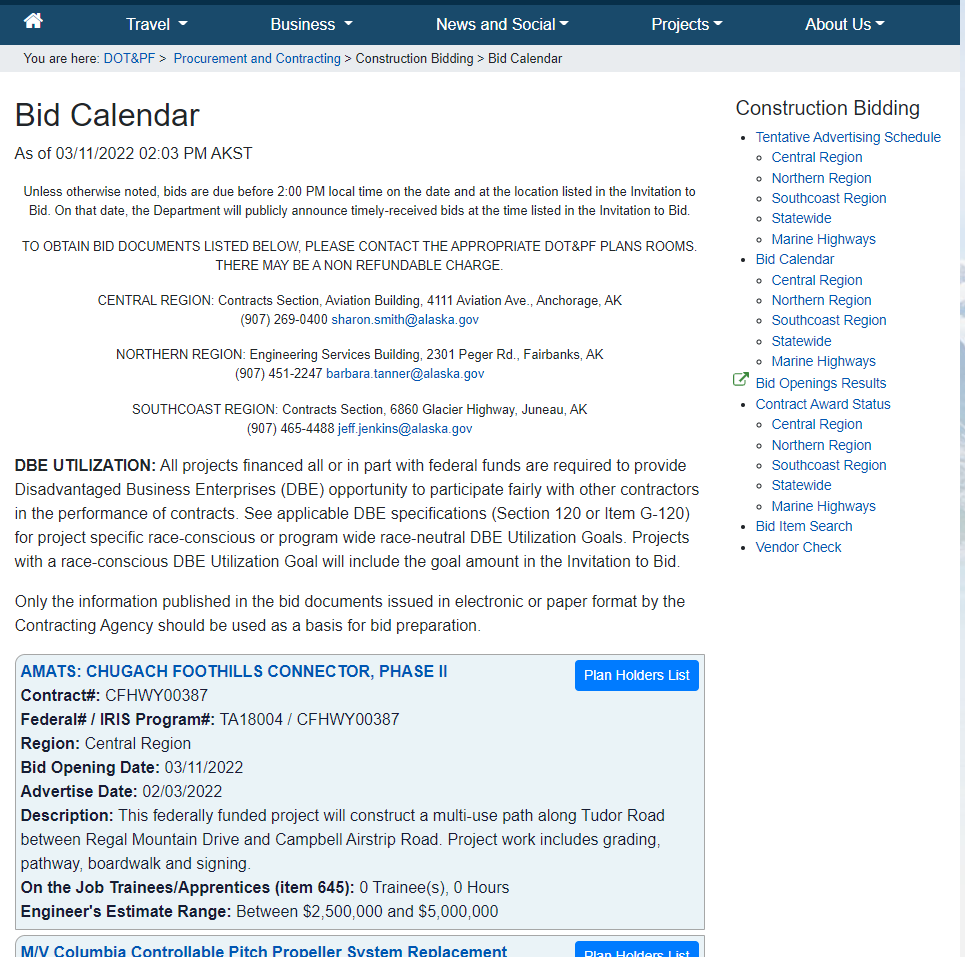 Travel
Business
News and Social
Projects
About Us
You are here: DOT&PF > Procurement and Contracting > Construction Bidding > Bid Calendar
Bid Calendar
As of 03/11/2022 02:03 PM AKST
Unless otherwise noted, bids are due before 2:00 PM local time on the date and at the location listed in the Invitation to
Bid. On that date, the Department will publicly announce timely-received bids at the time listed in the Invitation to Bid.
TO OBTAIN BID DOCUMENTS LISTED BELOW, PLEASE CONTACT THE APPROPRIATE DOT&PF PLANS ROOMS.
THERE MAY BE A NON REFUNDABLE CHARGE.
CENTRAL REGION: Contracts Section, Aviation Building, 4111 Aviation Ave., Anchorage, AK
(907) 269-0400 sharon.smith@alaska.gov
NORTHERN REGION: Engineering Services Building, 2301 Peger Rd., Fairbanks, AK
(907) 451-2247 barbara.tanner@alaska.gov
SOUTHCOAST REGION: Contracts Section, 6860 Glacier Highway, Juneau, AK
(907) 465-4488 jeff.jenkins@alaska.gov
DBE UTILIZATION: All projects financed all or in part with federal funds are required to provide
Disadvantaged Business Enterprises (DBE) opportunity to participate fairly with other contractors
in the performance of contracts. See applicable DBE specifications (Section 120 or Item G-120)
for project specific race-conscious or program wide race-neutral DBE Utilization Goals. Projects
with a race-conscious DBE Utilization Goal will include the goal amount in the Invitation to Bid.
Only the information published in the bid documents issued in electronic or paper format by the
Contracting Agency should be used as a basis for bid preparation.
AMATS: CHUGACH FOOTHILLS CONNECTOR, PHASE II
Plan Holders List
Contract#: CFHWY00387
Federal# / IRIS Program#: TA18004 / CFHWY00387
Region: Central Region
Bid Opening Date: 03/11/2022
Advertise Date: 02/03/2022
Description: This federally funded project will construct a multi-use path along Tudor Road
between Regal Mountain Drive and Campbell Airstrip Road. Project work includes grading,
pathway, boardwalk and signing.
On the Job Trainees/Apprentices (item 645): 0 Trainee(s), 0 Hours
Engineer's Estimate Range: Between $2,500,000 and $5,000,000
M/V Columbia Controllable Pitch Propeller System Replacement
Plan Holders List
Construction Bidding
Tentative Advertising Schedule
Central Region
Northern Region
Southcoast Region
Statewide
Marine Highways
Bid Calendar
Central Region
Northern Region
Southcoast Region
Statewide
Marine Highways
Bid Openings Results
Contract Award Status
Central Region
Northern Region
Southcoast Region
Statewide
Marine Highways
Bid Item Search
Vendor Check